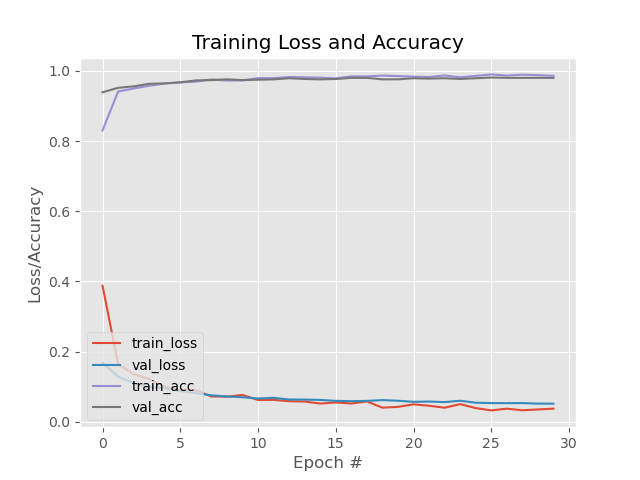 Training Loss and Accuracy
Loss/Accuracy
1.0
0.8
0.6
0.4
0.2
0.0
train_loss
val_loss
train_acc
val_acc
0 5 10 15 20 25 30
Epoch #